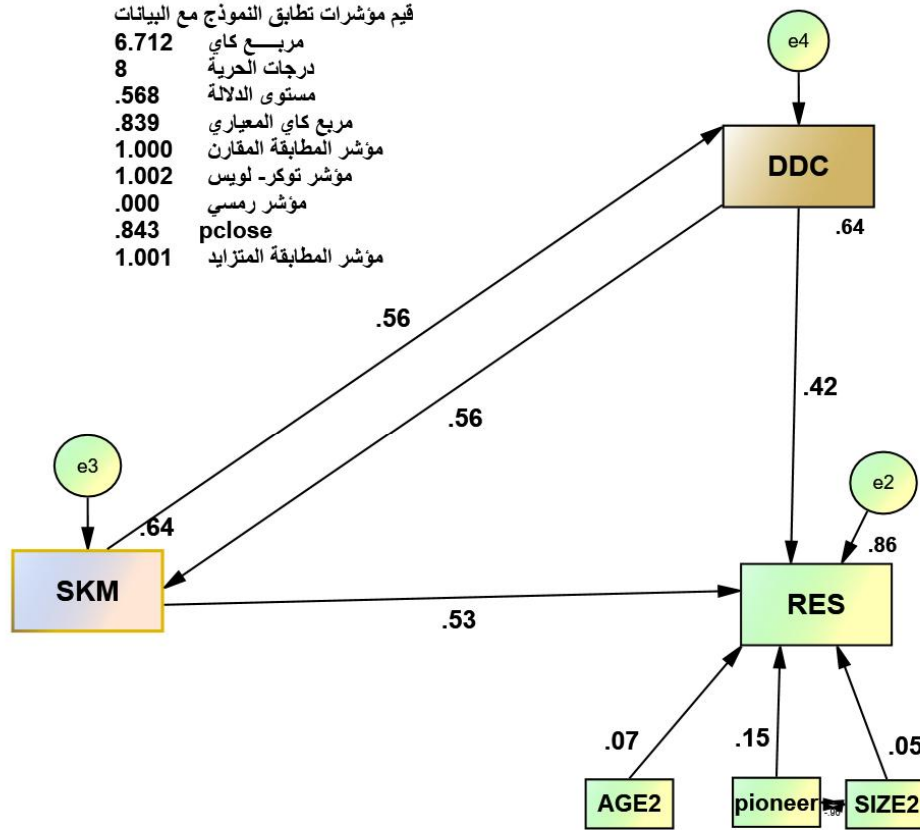 قيم مؤشرات تطابق النموذج مع البيانات
مربـــع كاي 6.712
درجات الحرية 8
مستوى الدلالة .568
مربع كاي المعياري .839
مؤشر المطابقة المقارن 1.000
مؤشر توكر- لويس 1.002
مؤشر رمسي .000
pclose .843
مؤشر المطابقة المتزايد 1.001
e4
DDC
.64
.56
.56
.42
e3
e2
.64
.86
SKM
RES
.53
.07
.15
.05
AGE2
pioneer
SIZE2